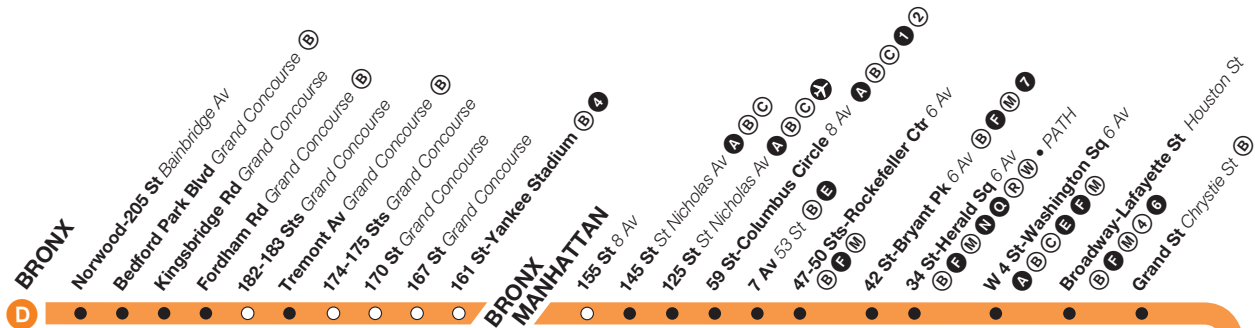 BRONX
Norwood-205 St Bainbridge Av
Bedford Park Blvd Grand Concourse B
Kingsbridge Rd Grand Concourse
Fordham Rd Grand Concourse B
182-183 Sts Grand Concourse
Tremont Av Grand Concourse B
174-175 Sts Grand Concourse
170 St Grand Concourse
167 St Grand Concourse
161 St-Yankee Stadium B 4
BRONX
MANHATTAN
155 St 8 Av
145 St St Nicholas Av A B C
125 St St Nicholas Av A B C
59 St-Columbus Circle 8 Av A B C 1 2
7 Av 53 St B E
47-50 Sts-Rockefeller Ctr 6 Av
B F M
42 St-Bryant Pk 6 Av B F M 7
34 St-Herald Sq 6 Av
B F M N Q R W • PATH
W 4 St-Washington Sq 6 Av
A B C E F M
Broadway-Lafayette St Houston St
B F M 4 6
Grand St Chrystie St B
D